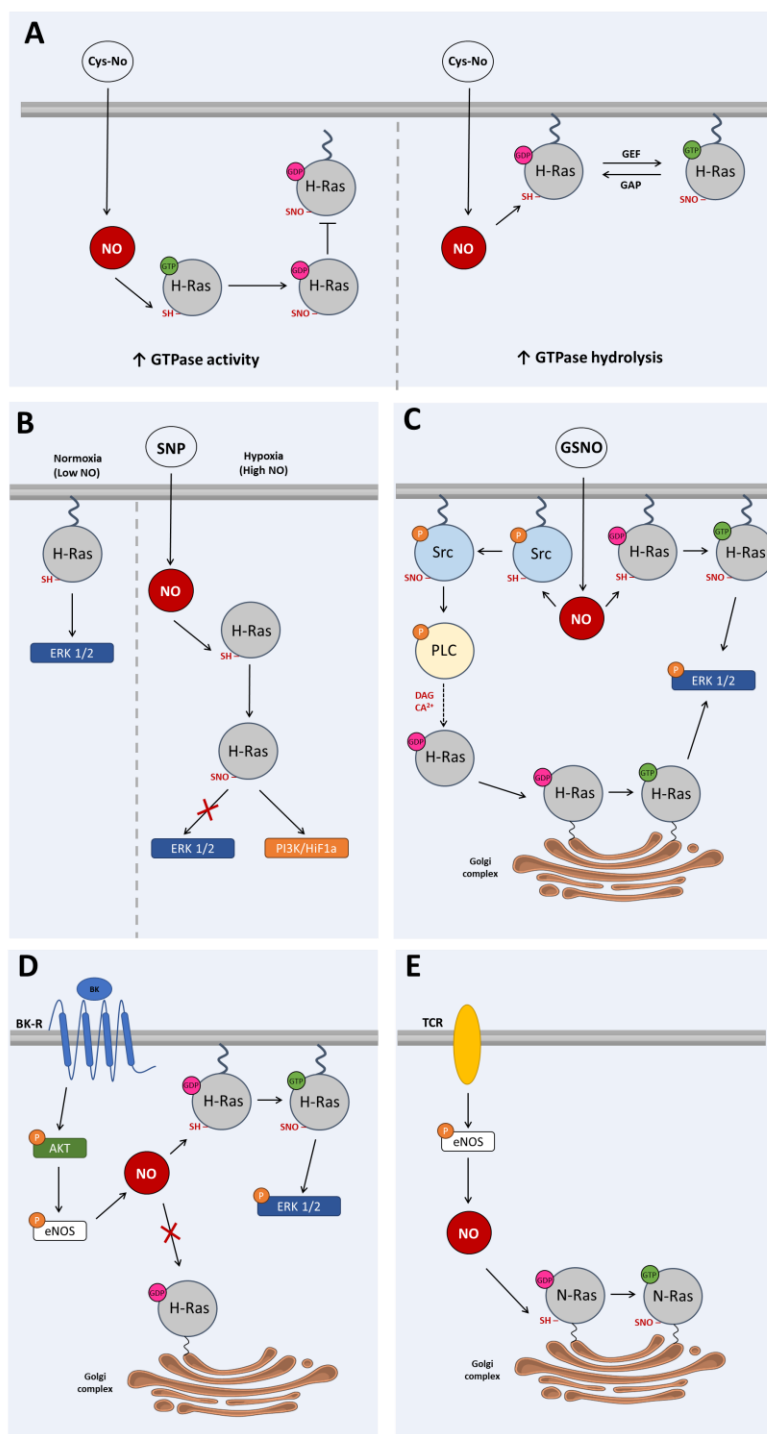 A
Cys-No
Cys-No
GDP
H-Ras
SNO
NO
GTP
H-Ras
SH
GDP
H-Ras
SNO
↑ GTPase activity
GDP
H-Ras
SH
GEF
GAP
GTP
H-Ras
SNO
NO
↑ GTPase hydrolysis
B
Normoxia
(Low NO)
SNP
Hypoxia
(High NO)
H-Ras
SH
ERK 1/2
NO
H-Ras
SH
H-Ras
SNO
ERK 1/2
PI3K/HiF1a
C
GSNO
P
Src
SNO
P
Src
SH
GDP
H-Ras
SH
GTP
H-Ras
SNO
NO
P
PLC
P
ERK 1/2
DAG
CA²⁺
GDP
H-Ras
GDP
H-Ras
GTP
H-Ras
Golgi
complex
D
BK
BK-R
GDP
H-Ras
SH
GTP
H-Ras
SNO
P
AKT
NO
P
eNOS
P
ERK 1/2
GDP
H-Ras
Golgi
complex
E
TCR
P
eNOS
NO
GDP
N-Ras
SH
GTP
N-Ras
SNO
Golgi
complex